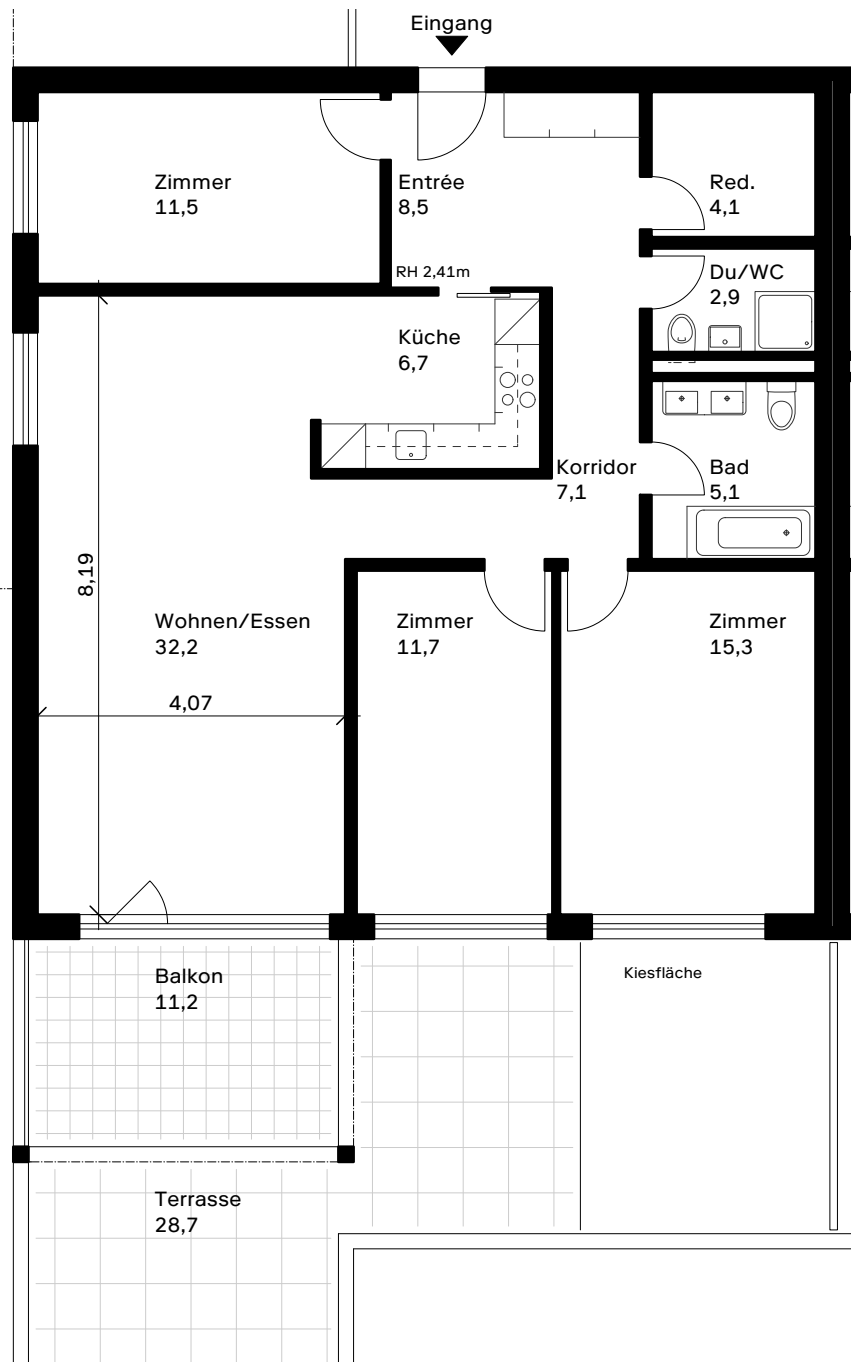 Eingang
Zimmer
11,5
Entrée
8,5
Red.
4,1
RH 2,41m
Du/WC
2,9
Küche
6,7
Korridor
7,1
Bad
5,1
8,19
Wohnen/Essen
32,2
Zimmer
11,7
Zimmer
15,3
4,07
Balkon
11,2
Kiesfläche
Terrasse
28,7